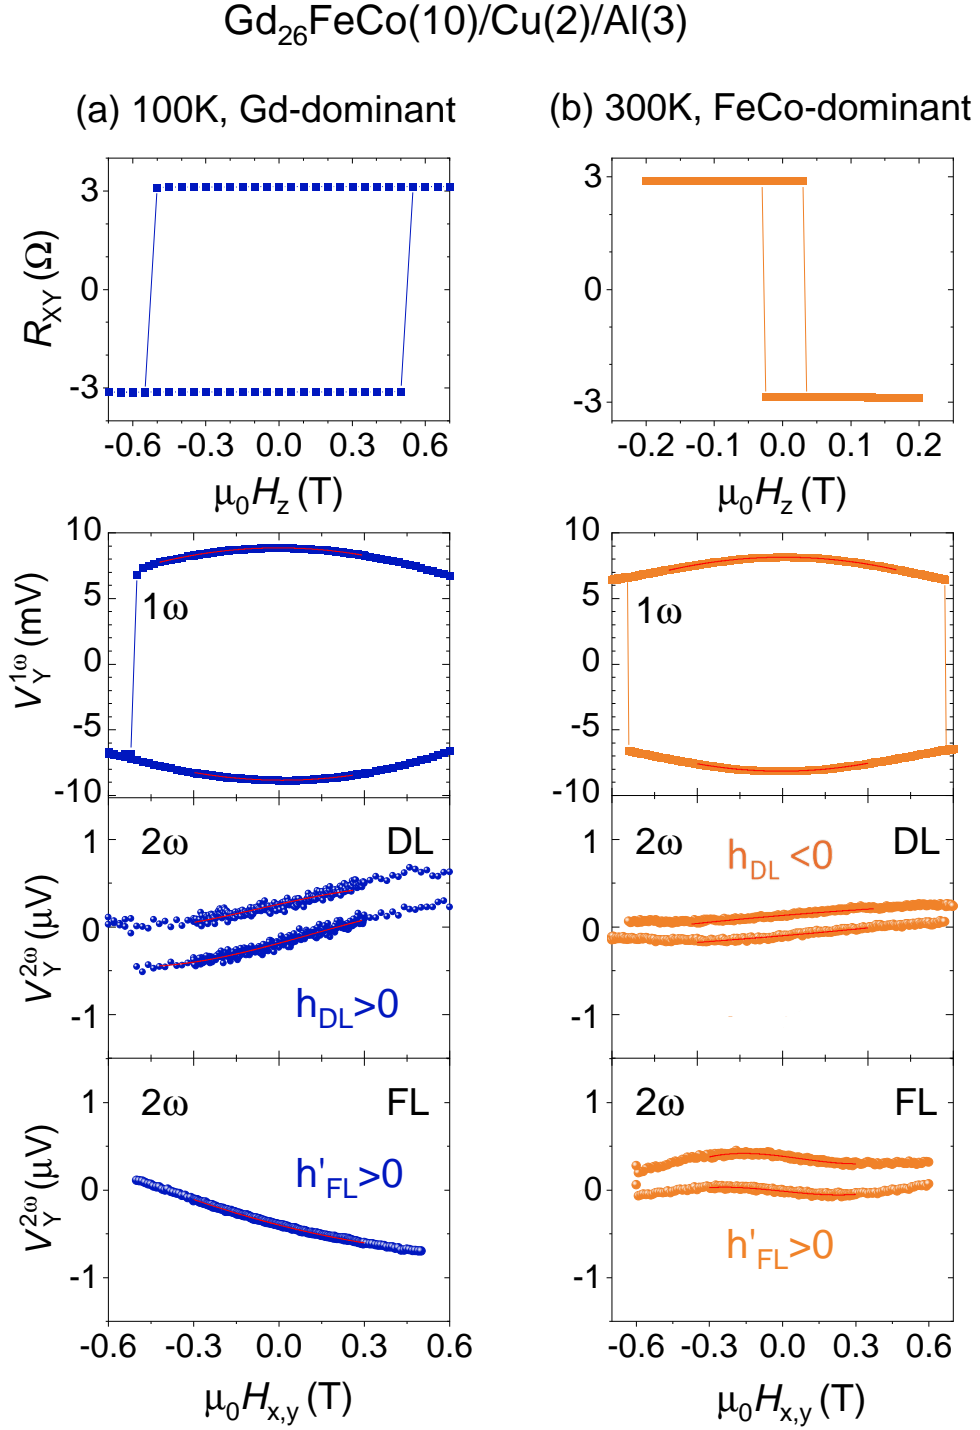 Gd26FeCo(10)/Cu(2)/Al(3)
(a) 100K, Gd-dominant
(b) 300K, FeCo-dominant
3
0
-3
RXY (Ω)
-0.6 -0.3 0.0 0.3 0.6
μ0Hz (T)
3
0
-3
-0.2 -0.1 0.0 0.1 0.2
μ0Hz (T)
10
5
0
-5
-10
VY1ω (mV)
1ω
10
5
0
-5
-10
1ω
1
0
-1
VY2ω (μV)
2ω DL
hDL>0
1
0
-1
2ω DL
hDL <0
1
0
-1
VY2ω (μV)
2ω FL
h'FL>0
-0.6 -0.3 0.0 0.3 0.6
μ0Hx,y (T)
1
0
-1
2ω FL
h'FL>0
-0.6 -0.3 0.0 0.3 0.6
μ0Hx,y (T)